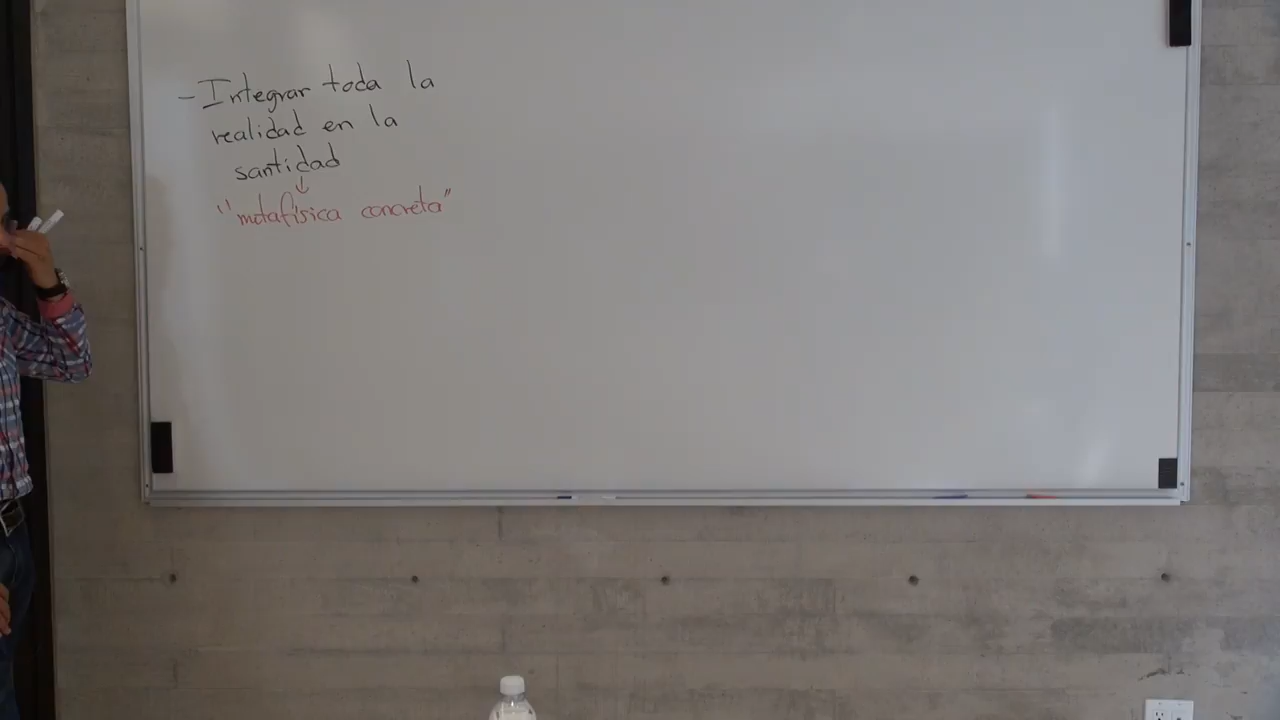 - Integrar toda la
realidad en la
santidad
↓
"metafísica concreta"